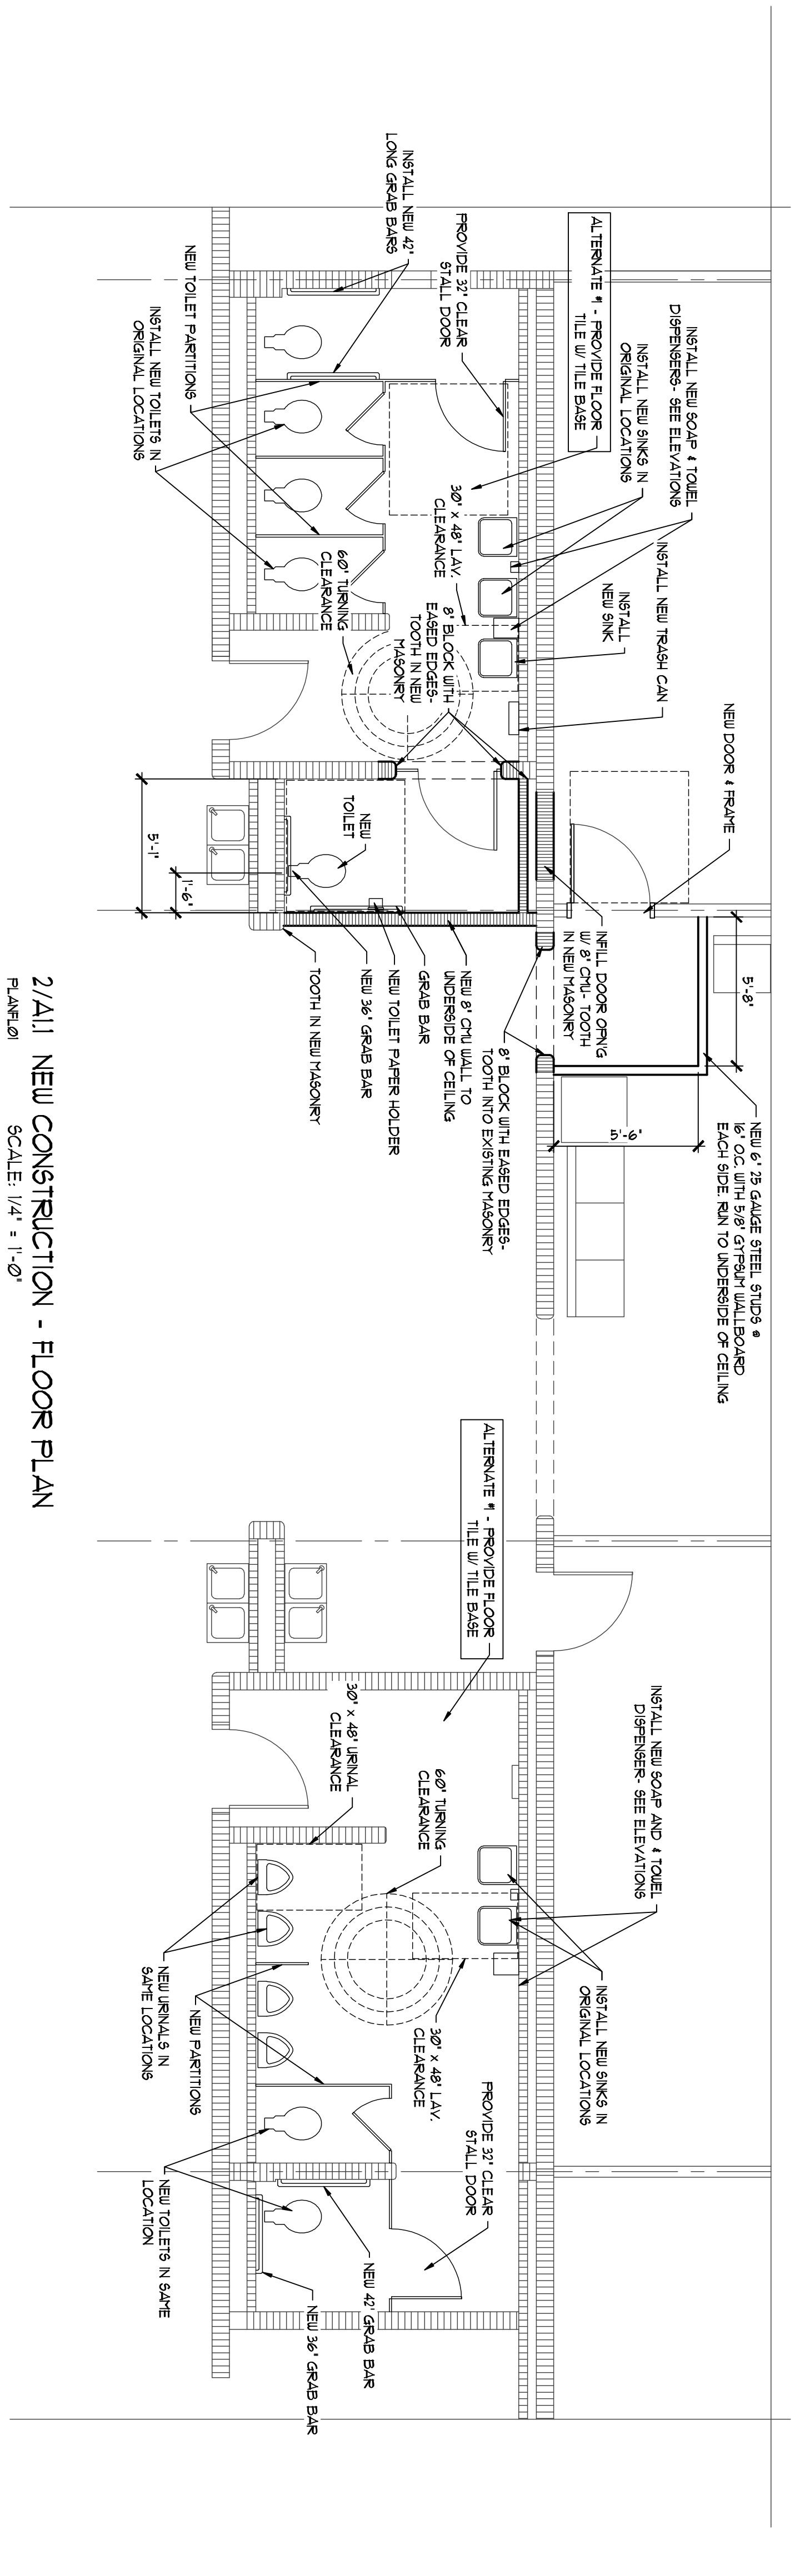 INSTALL NEW 42"
LONG GRAB BARS
PROVIDE 32" CLEAR
STALL DOOR
ALTERNATE #1 - PROVIDE FLOOR
TILE W/ TILE BASE
INSTALL NEW SOAP & TOWEL
DISPENSERS- SEE ELEVATIONS
INSTALL NEW SINKS IN
ORIGINAL LOCATIONS
INSTALL NEW TRASH CAN
INSTALL
NEW SINK
NEW TOILET PARTITIONS
INSTALL NEW TOILETS IN
ORIGINAL LOCATIONS
30" x 48" LAV.
CLEARANCE
60" TURNING
CLEARANCE
8" BLOCK WITH
EASED EDGES-
TOOTH IN NEW
MASONRY
NEW DOOR & FRAME
NEW
TOILET
5'-1"
1'-6"
5'-8"
INFILL DOOR OPN'G
W/ 8" CMU- TOOTH
IN NEW MASONRY
8" BLOCK WITH EASED EDGES-
TOOTH INTO EXISTING MASONRY
NEW 8" CMU WALL TO
UNDERSIDE OF CEILING
GRAB BAR
NEW TOILET PAPER HOLDER
NEW 36" GRAB BAR
TOOTH IN NEW MASONRY
5'-6"
NEW 6" 25 GAUGE STEEL STUDS @
16" O.C. WITH 5/8" GYPSUM WALLBOARD
EACH SIDE. RUN TO UNDERSIDE OF CEILING
ALTERNATE #1 - PROVIDE FLOOR
TILE W/ TILE BASE
INSTALL NEW SOAP AND & TOWEL
DISPENSER- SEE ELEVATIONS
30" x 48" URINAL
CLEARANCE
60" TURNING
CLEARANCE
30" x 48" LAV.
CLEARANCE
INSTALL NEW SINKS IN
ORIGINAL LOCATIONS
PROVIDE 32" CLEAR
STALL DOOR
NEW URINALS IN
SAME LOCATIONS
NEW PARTITIONS
NEW TOILETS IN SAME
LOCATION
NEW 42" GRAB BAR
NEW 36" GRAB BAR
2/A1.1 NEW CONSTRUCTION - FLOOR PLAN
PLANFL01
SCALE: 1/4" = 1'-0"